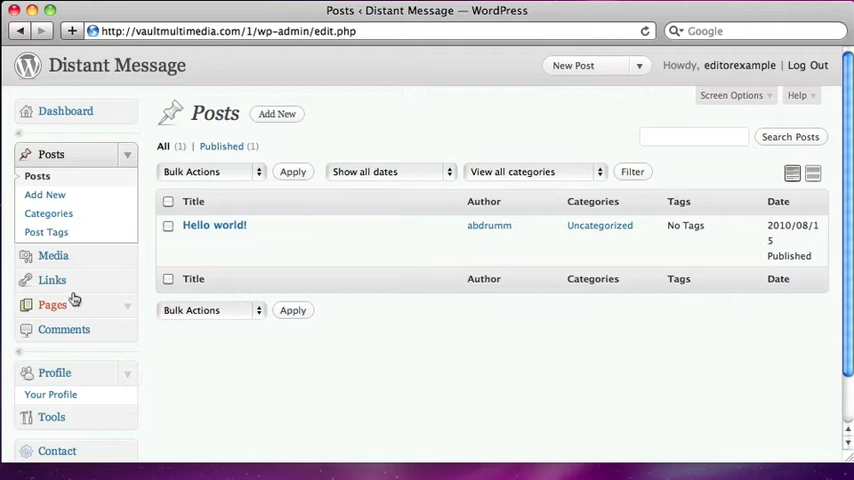 Posts ‹ Distant Message — WordPress
http://vaultmultimedia.com/1/wp-admin/edit.php
Google
Distant Message
New Post
Howdy, editorexample | Log Out
Screen Options
Help
Dashboard
Posts
Posts
Add New
Categories
Post Tags
Media
Links
Pages
Comments
Profile
Your Profile
Tools
Contact
Posts
Add New
All (1) | Published (1)
Search Posts
Bulk Actions Apply Show all dates View all categories Filter
Title Author Categories Tags Date
Hello world! abdrumm Uncategorized No Tags 2010/08/1
5
Published
Title Author Categories Tags Date
Bulk Actions Apply